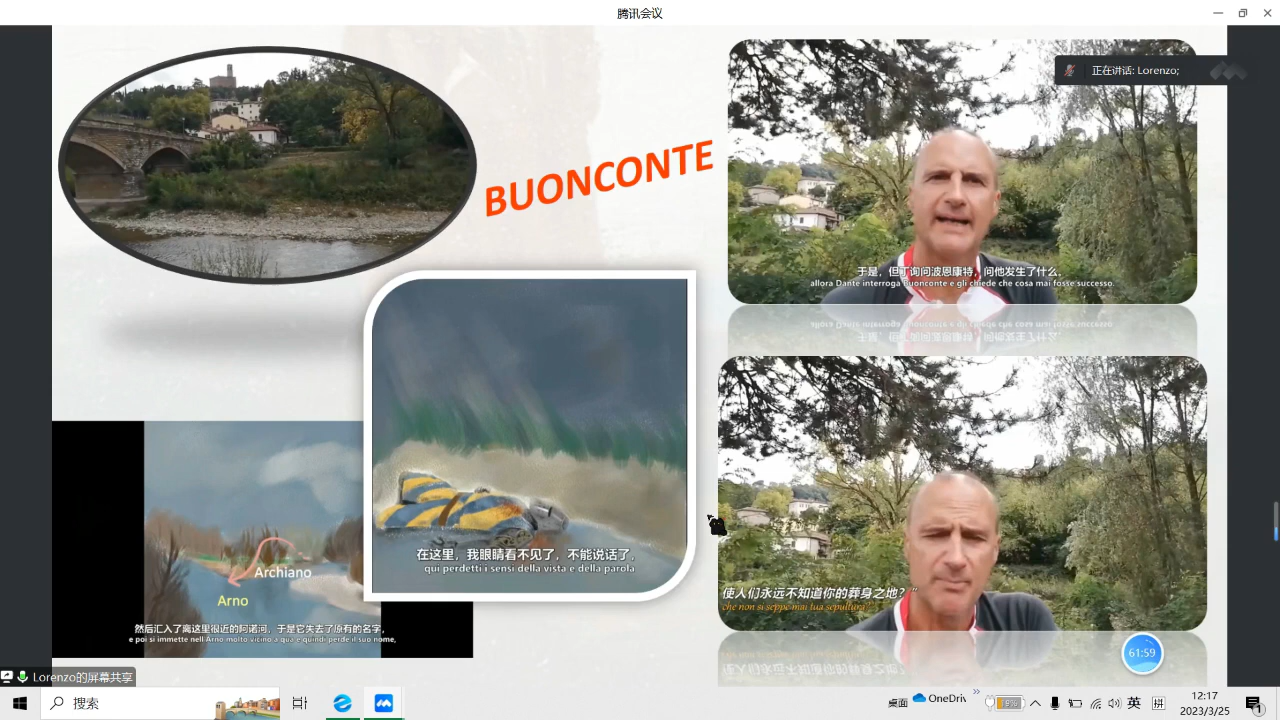 腾讯会议
正在讲话: Lorenzo;
BUONCONTE
于是，但丁询问波恩康特，问他发生了什么。
allora Dante interroga Buonconte e gli chiede che cosa mai fosse successo.
在这里，我眼睛看不见了，不能说话了，
qui perdetti i sensi della vista e della parola
Archiano
Arno
然后汇入了离这里很近的阿诺河，于是它失去了原有的名字，
e poi si immette nell'Arno molto vicino a qua e quindi perde il suo nome,
使人们永远不知道你的葬身之地？”
che non si seppe mai tua sepultura?"
61:59
Lorenzo的屏幕共享
搜索
桌面
OneDriv
19%
英
拼
12:17
2023/3/25
1